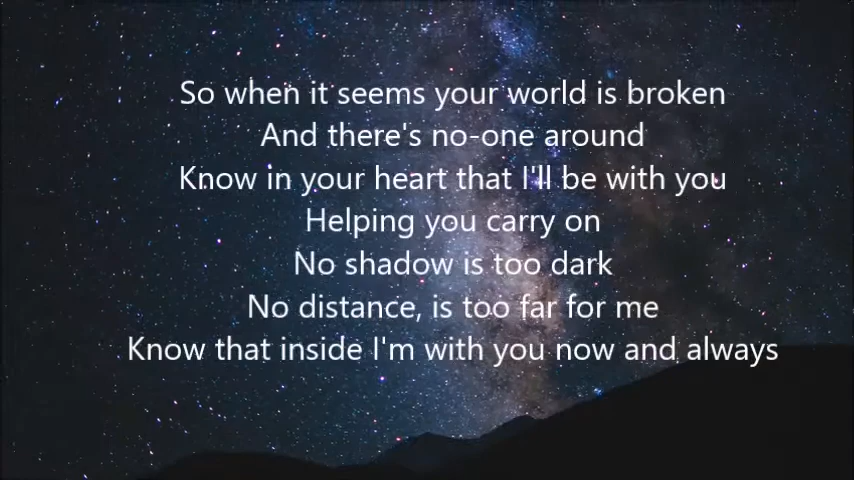 So when it seems your world is broken
And there's no-one around
Know in your heart that I'll be with you
Helping you carry on
No shadow is too dark
No distance, is too far for me
Know that inside I'm with you now and always